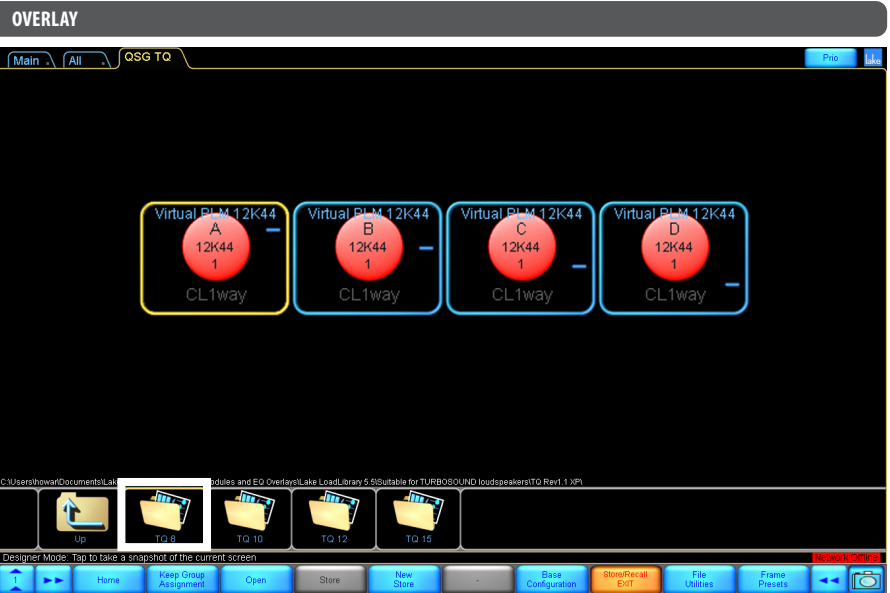 OVERLAY
Main . All . QSG TQ Prio lake
Virtual PLM 12K44 Virtual PLM 12K44 Virtual PLM 12K44 Virtual PLM 12K44
A B C D
12K44 12K44 12K44 12K44
1 1 1 1
CL1way CL1way CL1way CL1way
C:\Users\howar\Documents\Lak dules and EQ Overlays\Lake LoadLibrary 5.5\Suitable for TURBOSOUND loudspeakers\TQ Rev1.1 XP\
Up TQ 8 TQ 10 TQ 12 TQ 15
Designer Mode: Tap to take a snapshot of the current screen Network Offline
1 Home Keep Group Assignment Open Store New Store - Base Configuration Store/Recall EXIT File Utilities Frame Presets